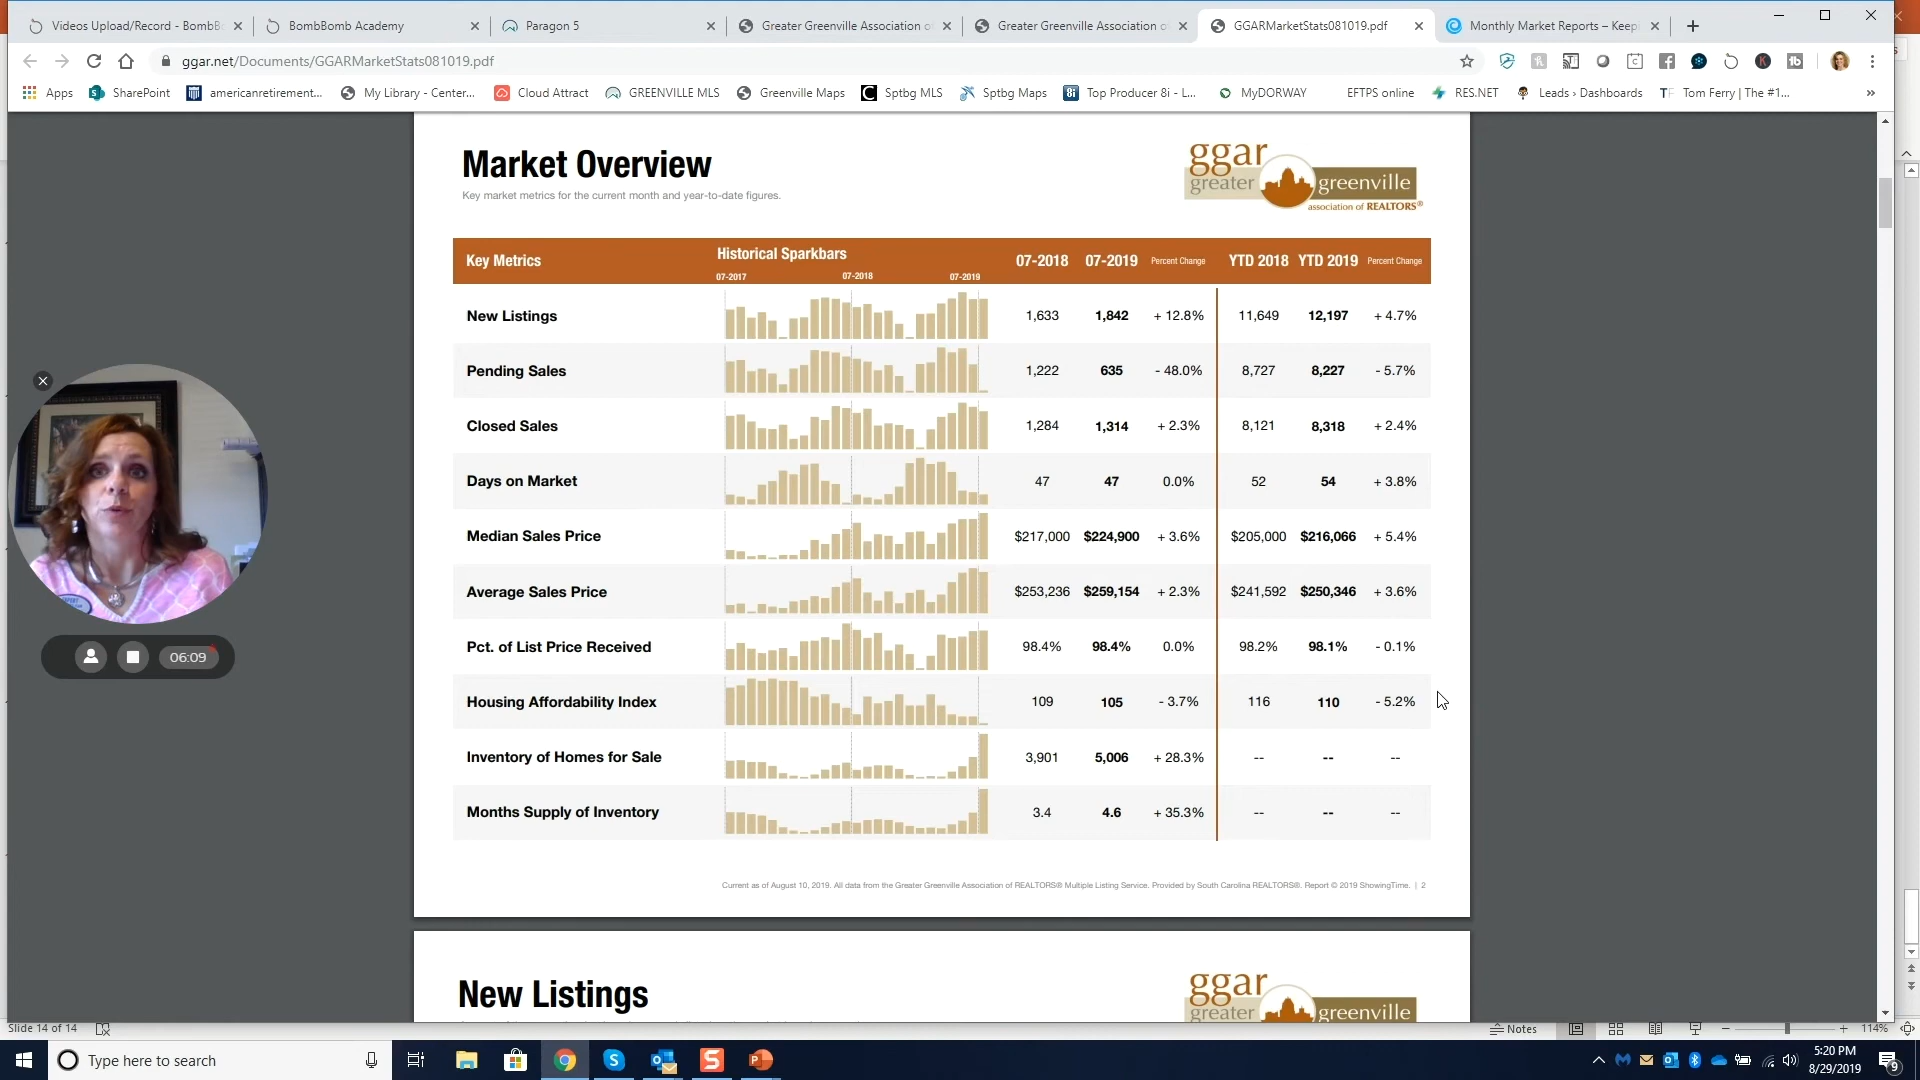 Videos Upload/Record - BombB
BombBomb Academy
Paragon 5
Greater Greenville Association o
Greater Greenville Association o
GGARMarketStats081019.pdf
Monthly Market Reports – Keep
ggar.net/Documents/GGARMarketStats081019.pdf
Apps
SharePoint
americanretirement...
My Library - Center...
Cloud Attract
GREENVILLE MLS
Greenville Maps
Sptbg MLS
Sptbg Maps
Top Producer 8i - L...
MyDORWAY
EFTPS online
RES.NET
Leads › Dashboards
Tom Ferry | The #1...
Market Overview
Key market metrics for the current month and year-to-date figures.
ggar
greater greenville
association of REALTORS®
Key Metrics Historical Sparkbars 07-2018 07-2019 Percent Change YTD 2018 YTD 2019 Percent Change
07-2017 07-2018 07-2019
New Listings 1,633 1,842 + 12.8% 11,649 12,197 + 4.7%
Pending Sales 1,222 635 - 48.0% 8,727 8,227 - 5.7%
Closed Sales 1,284 1,314 + 2.3% 8,121 8,318 + 2.4%
Days on Market 47 47 0.0% 52 54 + 3.8%
Median Sales Price $217,000 $224,900 + 3.6% $205,000 $216,066 + 5.4%
Average Sales Price $253,236 $259,154 + 2.3% $241,592 $250,346 + 3.6%
Pct. of List Price Received 98.4% 98.4% 0.0% 98.2% 98.1% - 0.1%
Housing Affordability Index 109 105 - 3.7% 116 110 - 5.2%
Inventory of Homes for Sale 3,901 5,006 + 28.3% -- -- --
Months Supply of Inventory 3.4 4.6 + 35.3% -- -- --
06:09
Current as of August 10, 2019. All data from the Greater Greenville Association of REALTORS® Multiple Listing Service. Provided by South Carolina REALTORS®. Report © 2019 ShowingTime. | 2
New Listings
ggar
greater greenville
Slide 14 of 14
Notes
114%
Type here to search
5:20 PM
8/29/2019
9